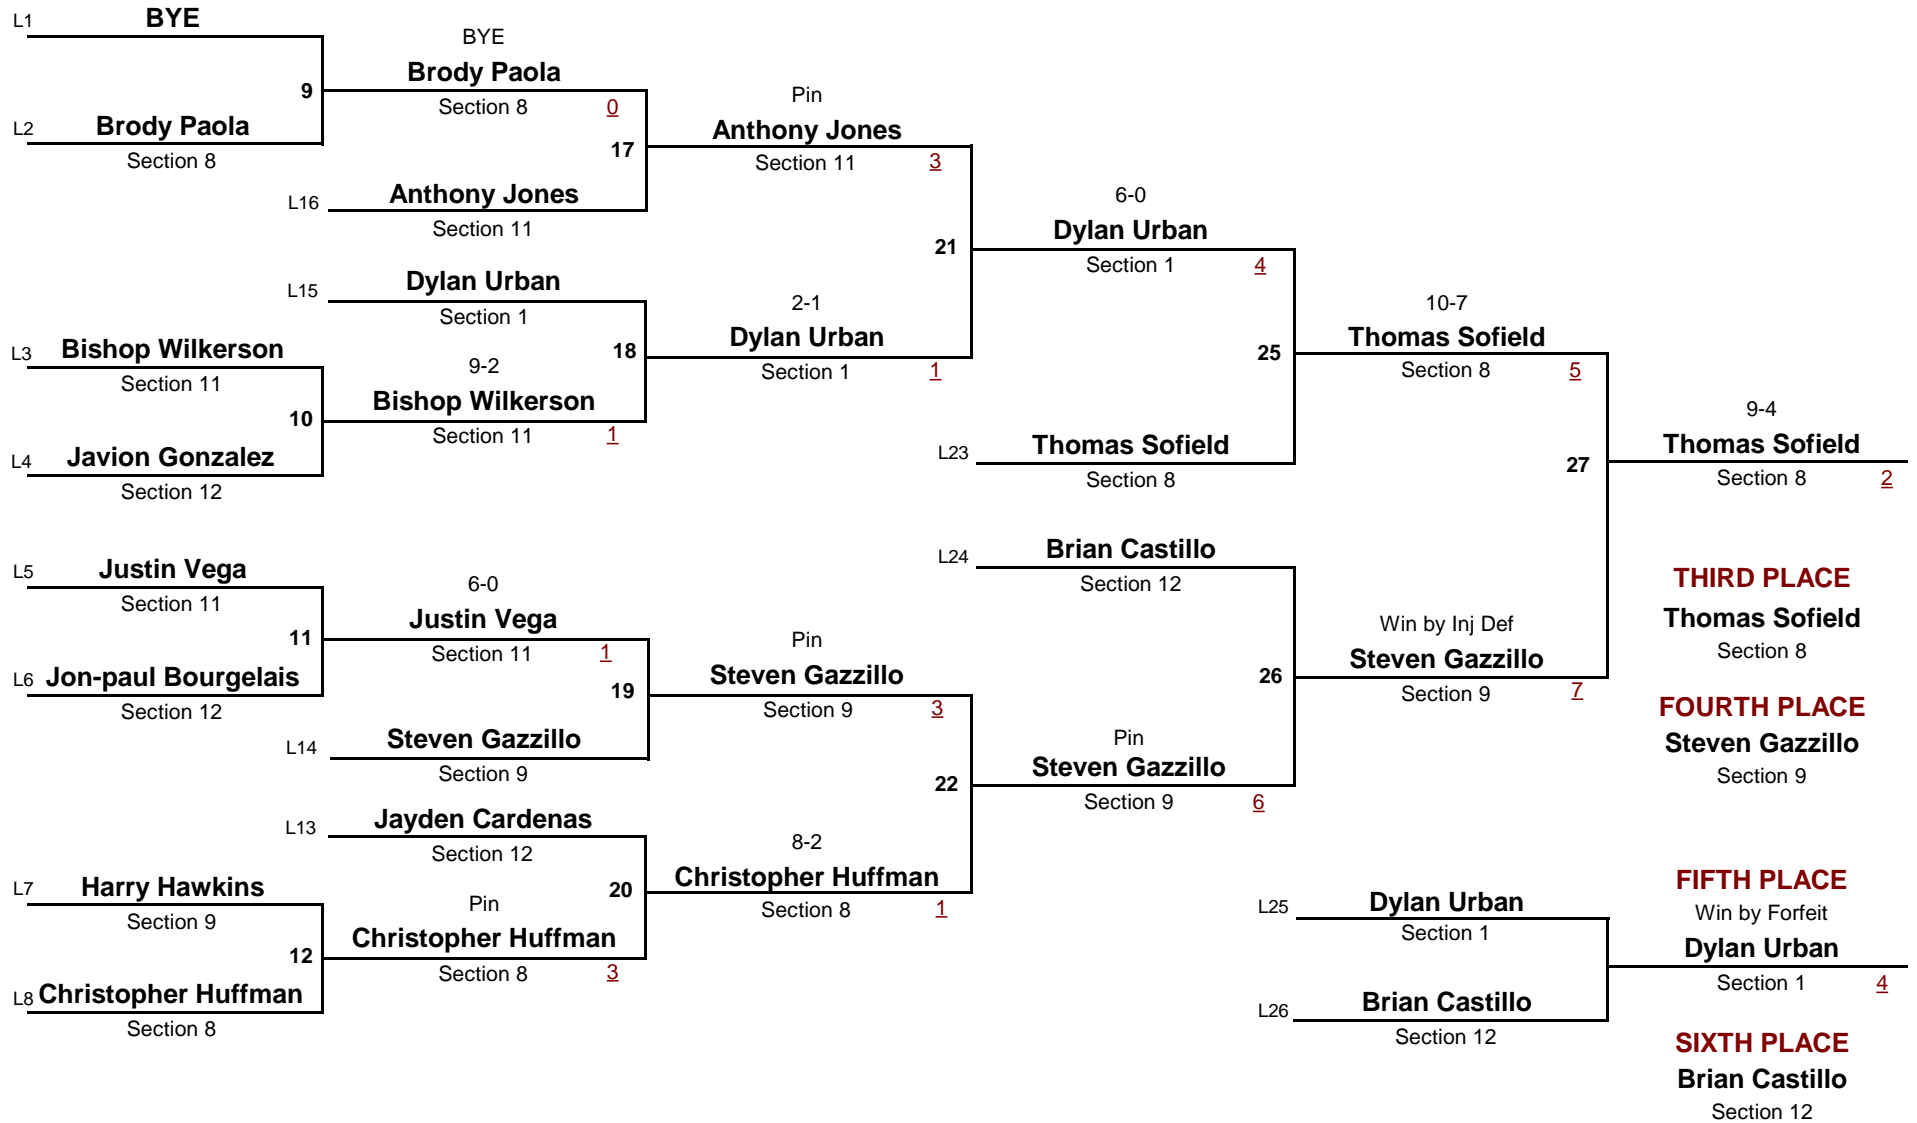 L1
BYE
9
L2
Brody Paola
Section 8
BYE
Brody Paola
Section 8
0
17
L16
Anthony Jones
Section 11
Pin
Anthony Jones
Section 11
3
L15
Dylan Urban
Section 1
L3
Bishop Wilkerson
Section 11
10
L4
Javion Gonzalez
Section 12
9-2
Bishop Wilkerson
Section 11
1
18
2-1
Dylan Urban
Section 1
1
21
6-0
Dylan Urban
Section 1
4
25
L23
Thomas Sofield
Section 8
10-7
Thomas Sofield
Section 8
5
27
9-4
Thomas Sofield
Section 8
2
L5
Justin Vega
Section 11
11
L6
Jon-paul Bourgelais
Section 12
6-0
Justin Vega
Section 11
1
19
L14
Steven Gazzillo
Section 9
Pin
Steven Gazzillo
Section 9
3
L13
Jayden Cardenas
Section 12
L7
Harry Hawkins
Section 9
12
L8
Christopher Huffman
Section 8
Pin
Christopher Huffman
Section 8
3
20
8-2
Christopher Huffman
Section 8
1
22
L24
Brian Castillo
Section 12
Pin
Steven Gazzillo
Section 9
6
26
Win by Inj Def
Steven Gazzillo
Section 9
7
THIRD PLACE
Thomas Sofield
Section 8
FOURTH PLACE
Steven Gazzillo
Section 9
L25
Dylan Urban
Section 1
L26
Brian Castillo
Section 12
FIFTH PLACE
Win by Forfeit
Dylan Urban
Section 1
4
SIXTH PLACE
Brian Castillo
Section 12